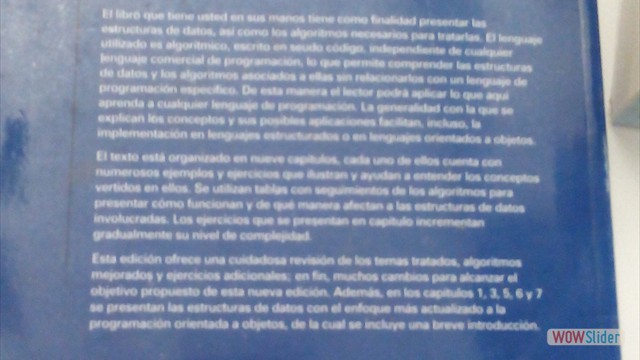 El libro que tiene usted en sus manos tiene como finalidad presentar las
estructuras de datos, así como los algoritmos necesarios para tratarlas. El lenguaje
utilizado es algorítmico, escrito en seudo código, independiente de cualquier
lenguaje comercial de programación, lo que permite comprender las estructuras
de datos y los algoritmos asociados a ellas sin relacionarlos con un lenguaje de
programación específico. De esta manera el lector podrá aplicar lo que aquí
aprenda a cualquier lenguaje de programación. La generalidad con la que se
explican los conceptos y sus posibles aplicaciones facilitan, incluso, la
implementación en lenguajes estructurados o en lenguajes orientados a objetos.
El texto está organizado en nueve capítulos, cada uno de ellos cuenta con
numerosos ejemplos y ejercicios que ilustran y ayudan a entender los conceptos
vertidos en ellos. Se utilizan tablas con seguimientos de los algoritmos para
presentar cómo funcionan y de qué manera afectan a las estructuras de datos
involucradas. Los ejercicios que se presentan en capítulo incrementan
gradualmente su nivel de complejidad.
Esta edición ofrece una cuidadosa revisión de los temas tratados, algoritmos
mejorados y ejercicios adicionales; en fin, muchos cambios para alcanzar el
objetivo propuesto de esta nueva edición. Además, en los capítulos 1, 3, 5, 6 y 7
se presentan las estructuras de datos con el enfoque más actualizado a la
programación orientada a objetos, de la cual se incluye una breve introducción.
WOWSlider